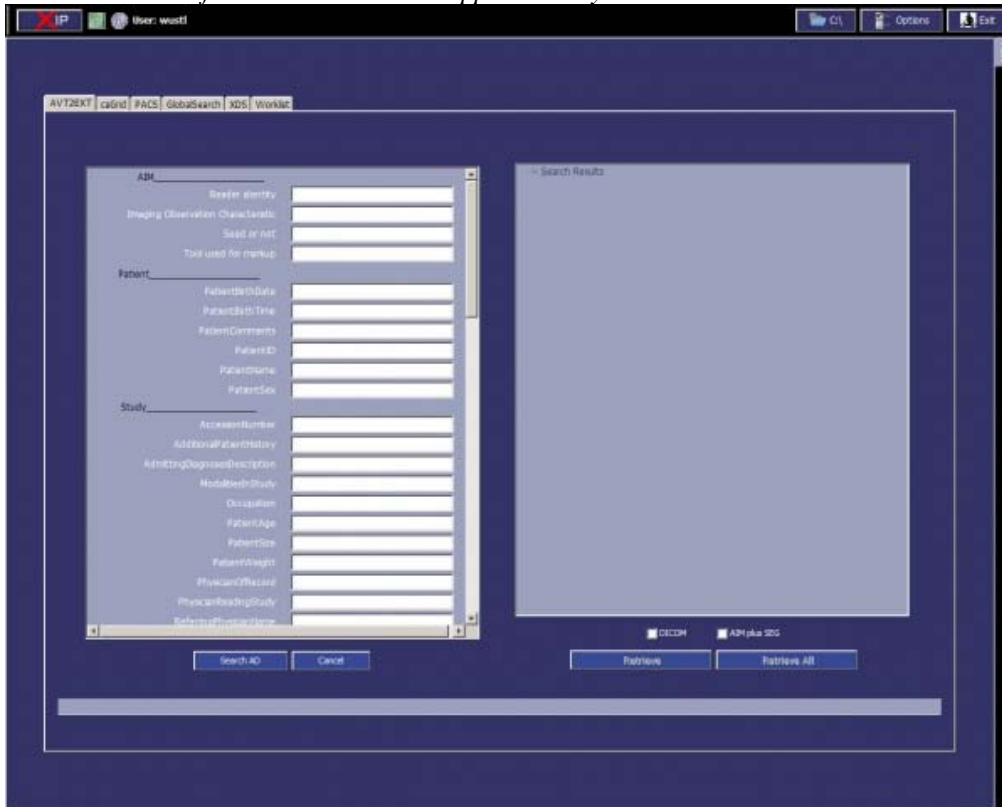 XIP User: wustl C:\ Options Exit
AVT2EXT caGrid PACS GlobalSearch XDS Worklist
AIM
Reader identity
Imaging Observation Characteristic
Seed or not
Tool used for markup
Patient
PatientBirthDate
PatientBirthTime
PatientComments
PatientID
PatientName
PatientSex
Study
AccessionNumber
AdditionalPatientHistory
AdmittingDiagnosesDescription
ModalitiesInStudy
Occupation
PatientAge
PatientSize
PatientWeight
PhysicianOfRecord
PhysicianReadingStudy
ReferringPhysicianName
Search AD Cancel
Search Results
DICOM AIM plus SEG
Retrieve Retrieve All